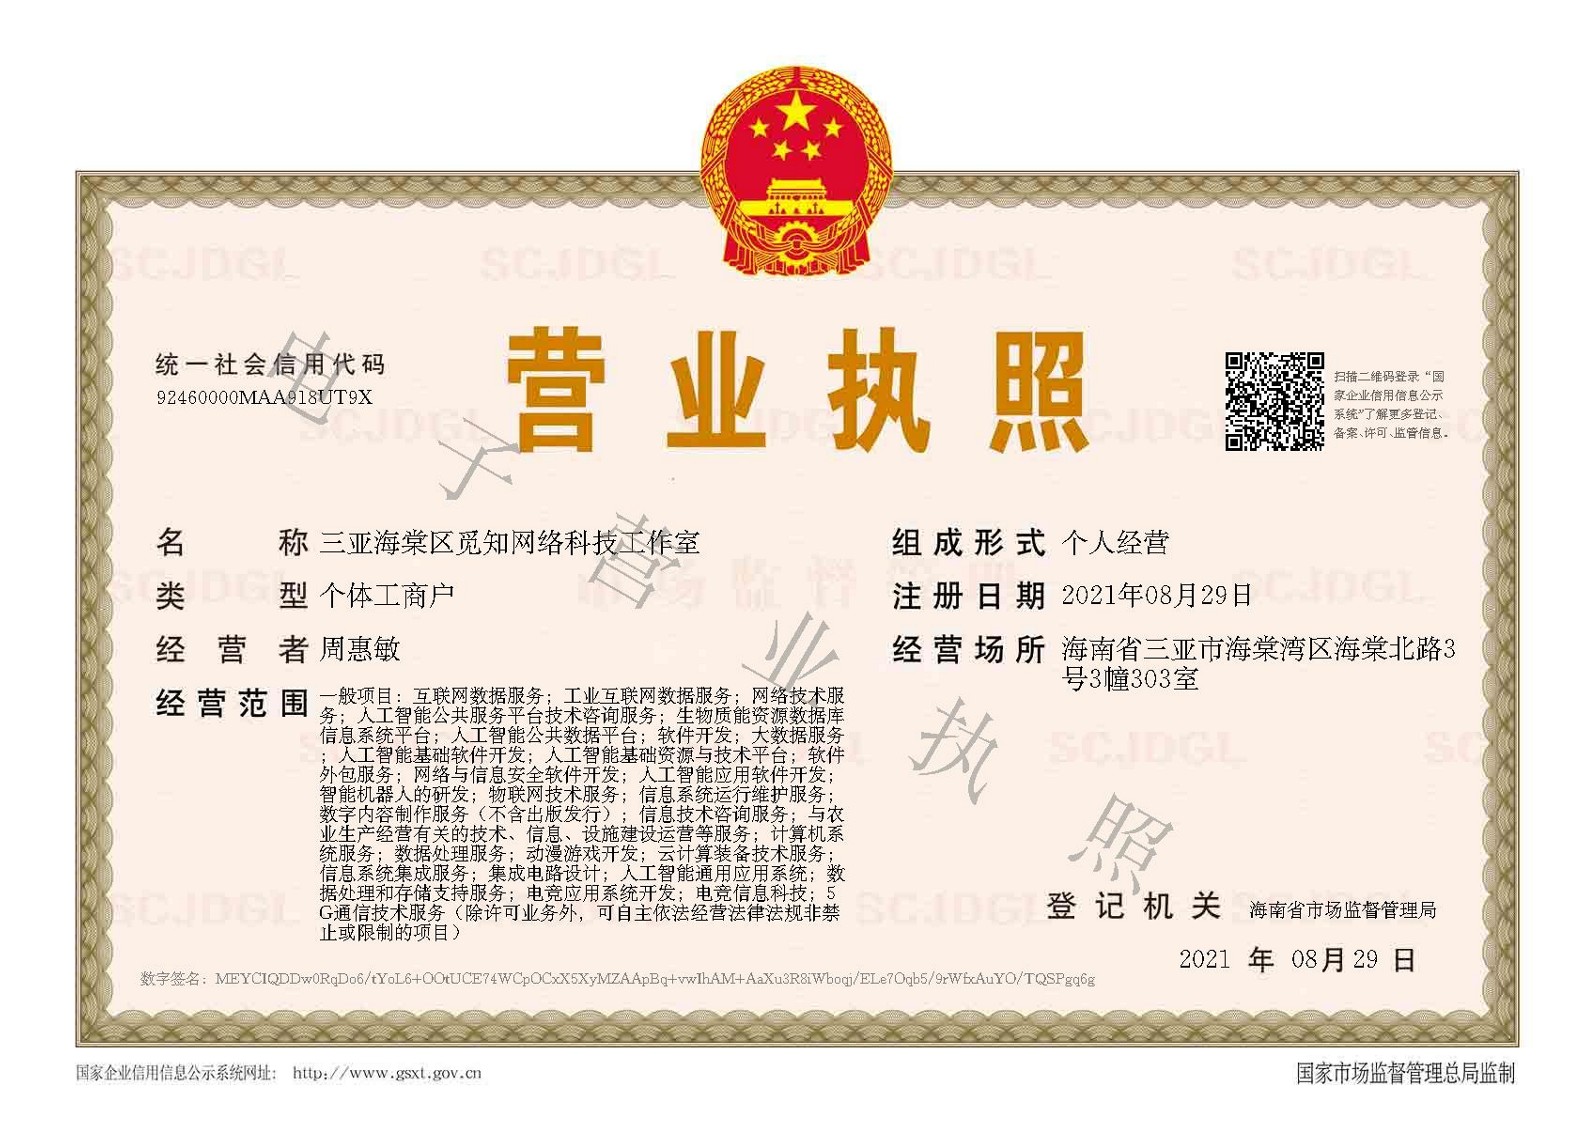 营业执照
统一社会信用代码
92460000MAA918UT9X
扫描二维码登录“国
家企业信用信息公示
系统”了解更多登记、
备案、许可、监管信息。
名称 三亚海棠区觅知网络科技工作室
类型 个体工商户
经营者 周惠敏
经营范围 一般项目：互联网数据服务；工业互联网数据服务；网络技术服
务；人工智能公共服务平台技术咨询服务；生物质能资源数据库
信息系统平台；人工智能公共数据平台；软件开发；大数据服务
；人工智能基础软件开发；人工智能基础资源与技术平台；软件
外包服务；网络与信息安全软件开发；人工智能应用软件开发；
智能机器人的研发；物联网技术服务；信息系统运行维护服务；
数字内容制作服务（不含出版发行）；信息技术咨询服务；与农
业生产经营有关的技术、信息、设施建设运营等服务；计算机系
统服务；数据处理服务；动漫游戏开发；云计算装备技术服务；
信息系统集成服务；集成电路设计；人工智能通用应用系统；数
据处理和存储支持服务；电竞应用系统开发；电竞信息科技；5
G通信技术服务（除许可业务外，可自主依法经营法律法规非禁
止或限制的项目）
组成形式 个人经营
注册日期 2021年08月29日
经营场所 海南省三亚市海棠湾区海棠北路3
号3幢303室
登记机关 海南省市场监督管理局
2021 年 08月29 日
数字签名：MEYCIQDDw0RqDo6/tYoL6+OOtUCE74WCpOCxX5XyMZAApBq+vwIhAM+AaXu3R8iWboqj/ELe7Oqb5/9rWfxAuYO/TQSPgq6g
电子营业执照
国家企业信用信息公示系统网址： http://www.gsxt.gov.cn
国家市场监督管理总局监制